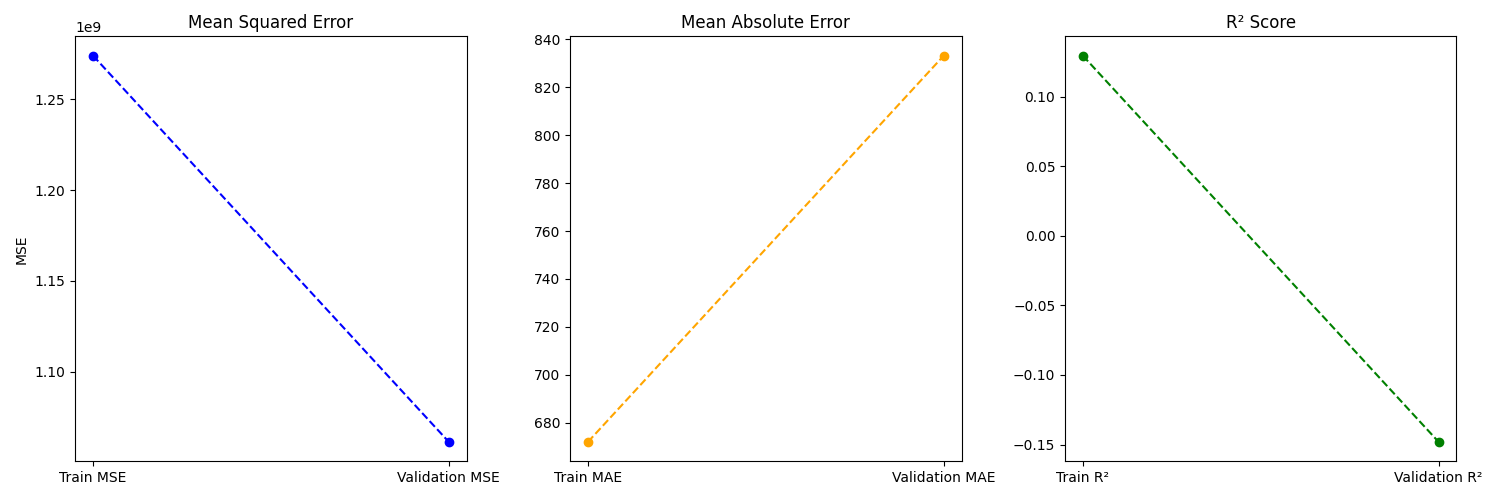 Mean Squared Error
1e9
1.25
1.20
1.15
1.10
MSE
Train MSE
Validation MSE
Mean Absolute Error
840
820
800
780
760
740
720
700
680
Train MAE
Validation MAE
R² Score
0.10
0.05
0.00
−0.05
−0.10
−0.15
Train R²
Validation R²